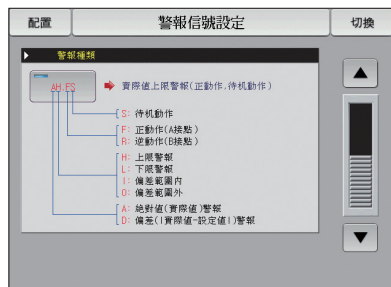 配置
警報信號設定
切換
警報種類
AH.FS
實際值上限警報(正動作,待机動作)
S: 待机動作
F: 正動作(A接點)
R: 逆動作(B接點)
H: 上限警報
L: 下限警報
I: 偏差範圍內
O: 偏差範圍外
A: 絶對值(實際值)警報
D: 偏差(|實際值-設定值|)警報